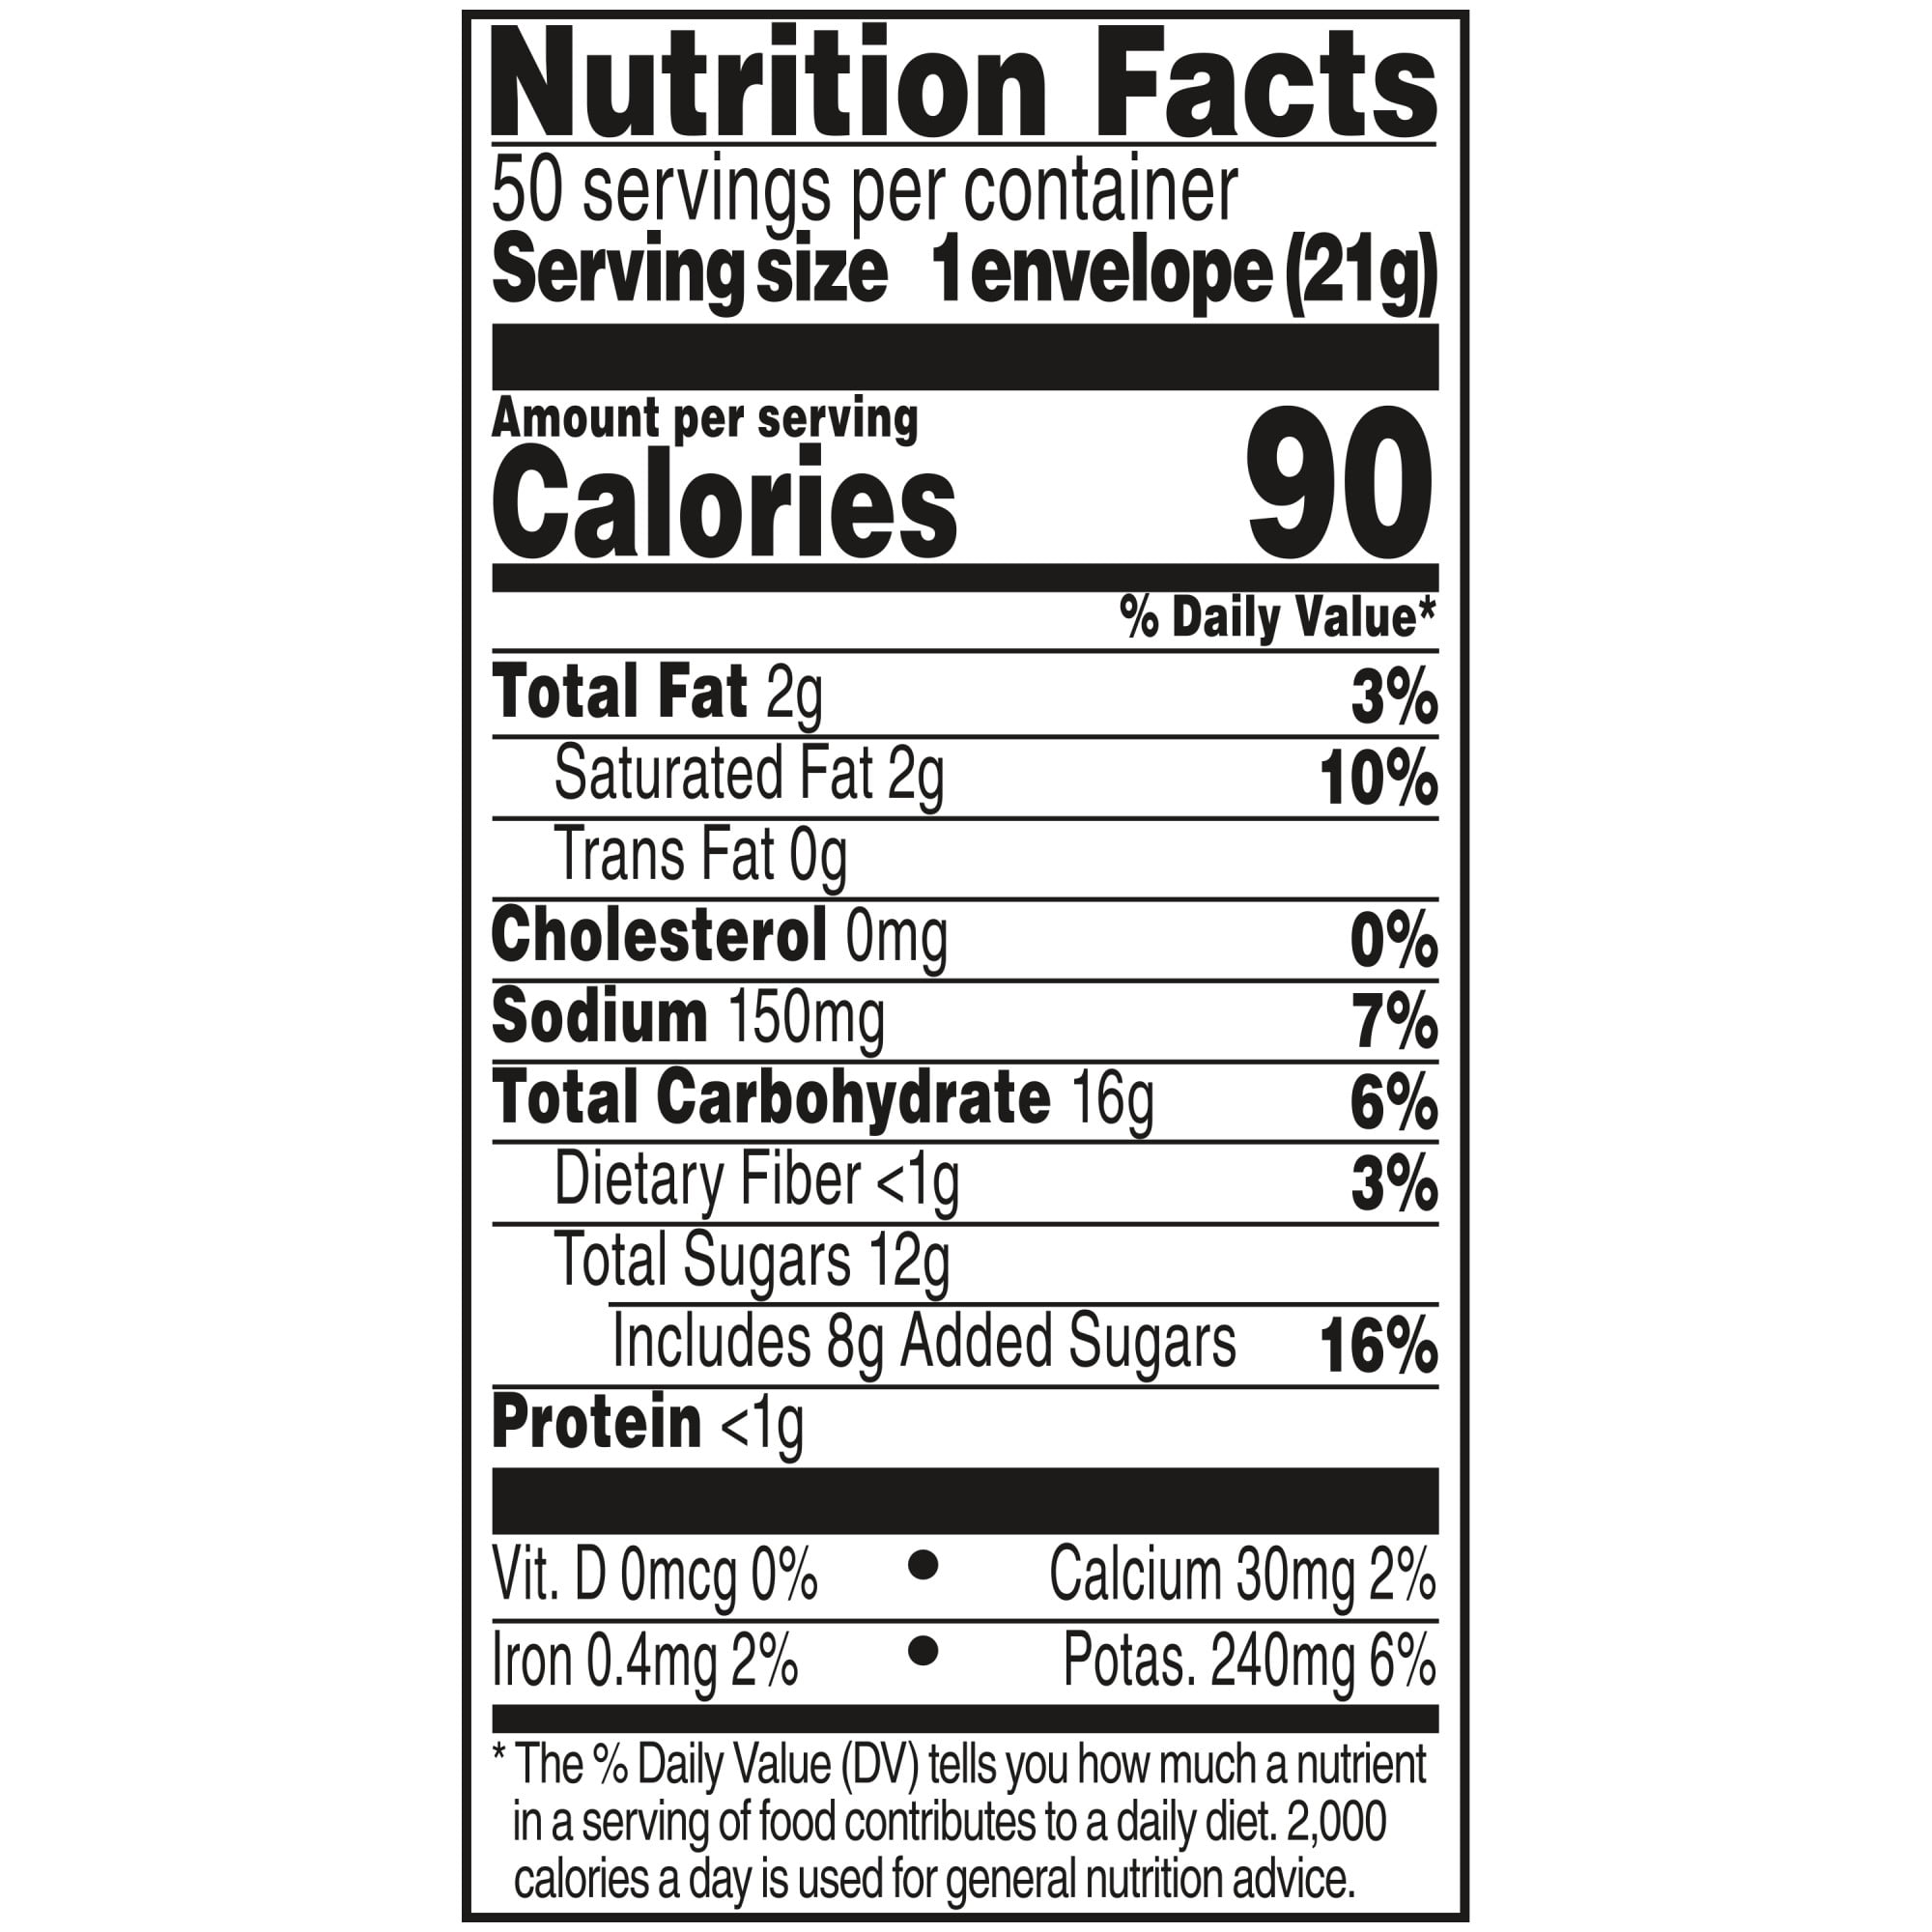 Nutrition Facts
50 servings per container
Serving size 1 envelope (21g)
Amount per serving
Calories 90
% Daily Value*
Total Fat 2g 3%
Saturated Fat 2g 10%
Trans Fat 0g
Cholesterol 0mg 0%
Sodium 150mg 7%
Total Carbohydrate 16g 6%
Dietary Fiber <1g 3%
Total Sugars 12g
Includes 8g Added Sugars 16%
Protein <1g
Vit. D 0mcg 0% • Calcium 30mg 2%
Iron 0.4mg 2% • Potas. 240mg 6%
* The % Daily Value (DV) tells you how much a nutrient
in a serving of food contributes to a daily diet. 2,000
calories a day is used for general nutrition advice.